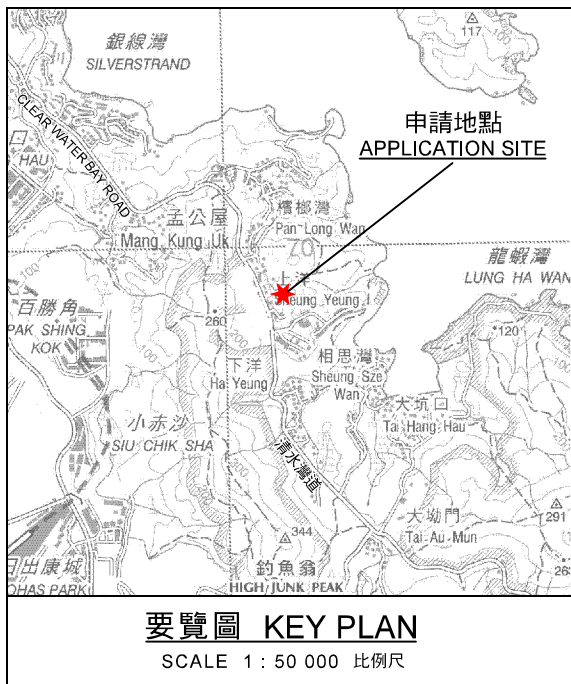 117
銀線灣
SILVERSTRAND
CLEAR WATER BAY ROAD
申請地點
APPLICATION SITE
口
HAU
檳榔灣
Pan Long Wan
孟公屋
Mang Kung Uk
龍蝦灣
LUNG HA WAN
上洋
Sheung Yeung
百勝角
PAK SHING
KOK
260
120
下洋
Ha Yeung
相思灣
Sheung Sze
Wan
大坑口
Tai Hang Hau
小赤沙
SIU CHIK SHA
清水灣道
大坳門
Tai Au Mun
291
344
釣魚翁
HIGH JUNK PEAK
日出康城
OHAS PARK
26
要覽圖 KEY PLAN
SCALE 1 : 50 000 比例尺